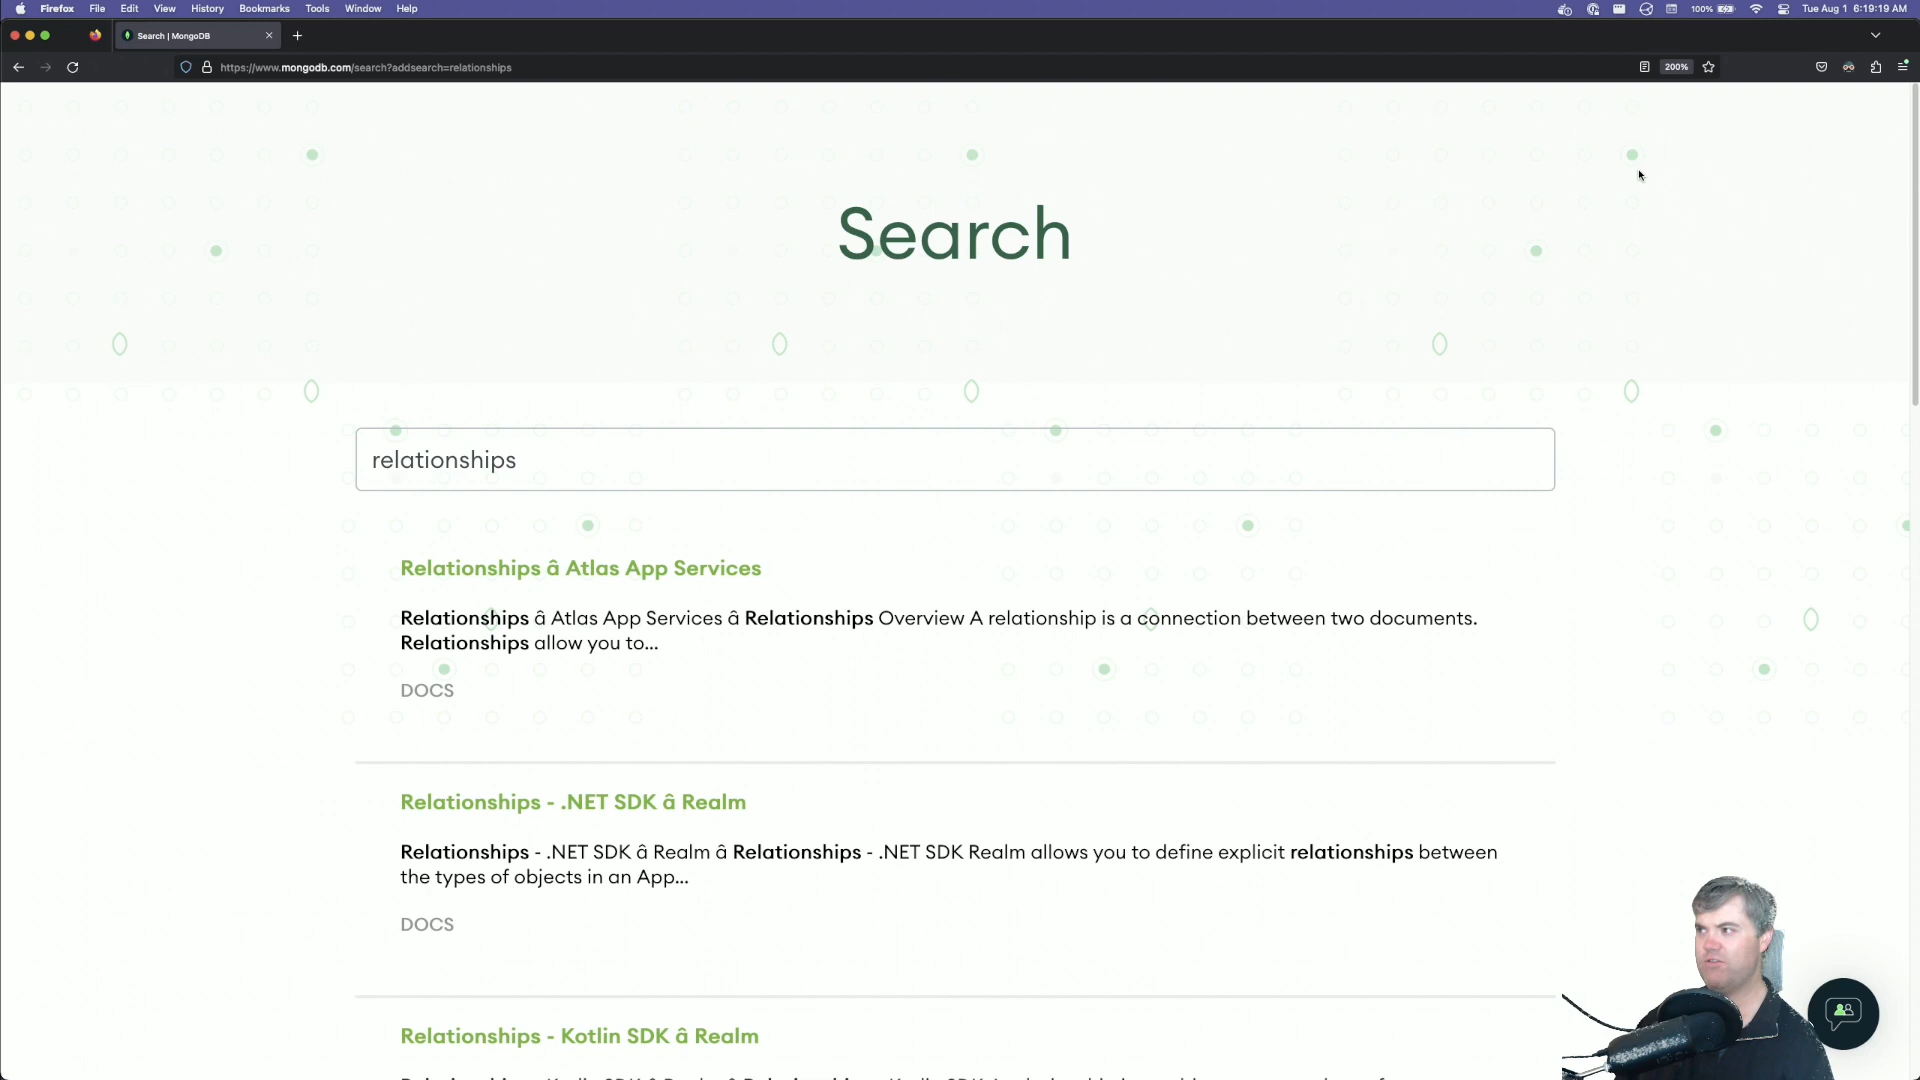 Firefox File Edit View History Bookmarks Tools Window Help
100%
Tue Aug 1 6:19:19 AM
Search | MongoDB
https://www.mongodb.com/search?addsearch=relationships
200%
Search
relationships
Relationships â Atlas App Services
Relationships â Atlas App Services â Relationships Overview A relationship is a connection between two documents.
Relationships allow you to...
DOCS
Relationships - .NET SDK â Realm
Relationships - .NET SDK â Realm â Relationships - .NET SDK Realm allows you to define explicit relationships between
the types of objects in an App...
DOCS
Relationships - Kotlin SDK â Realm